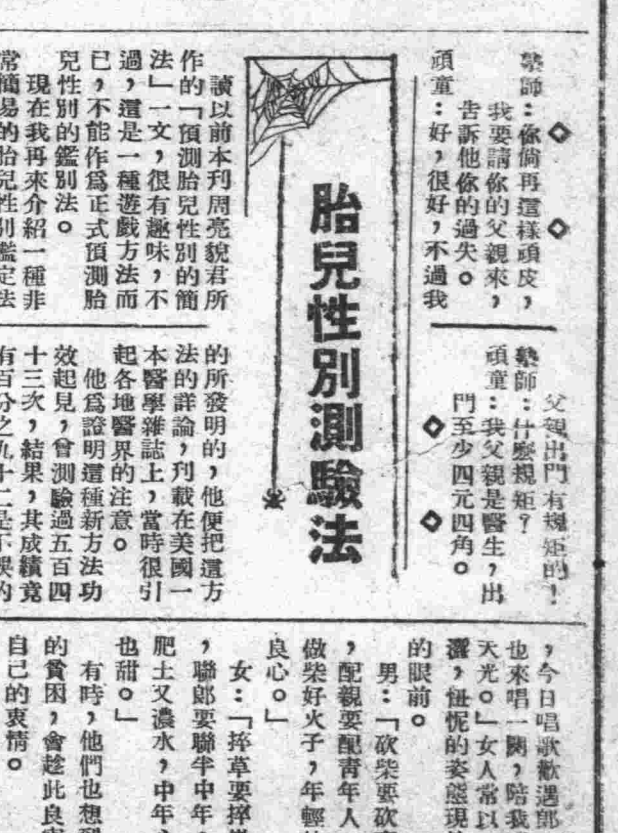 塾師：你倘再這樣頑皮，
我要請你的父親來，
告訴他你的過失。
頑童：好，很好，不過我
父親出門有規矩的！
塾師：什麼規矩？
頑童：我父親是醫生，出
門至少四元四角。
胎兒性別測驗法
讀以前本刊周亮貌君所
作的「預測胎兒性別的簡
法」一文，很有趣味，不
過，這是一種遊戲方法而
已，不能作爲正式預測胎
兒性別的鑑別法。
現在我再來介紹一種非
常簡易的胎兒性別鑑定法
的所發明的，他便把這方
法的詳論，刋載在美國一
本醫學雜誌上，當時很引
起各地醫界的注意。
他爲證明這種新方法功
效起見，曾測驗過五百四
十三次，結果，其成績竟
有百分之九十二是不誤的
，今日唱歌歡遇郎
也來唱一闋，陪我
天光。」女人常以
灑，忸怩的姿態現
的眼前。
男：「砍柴要砍
，配親要配靑年人
做柴好火子，年輕
良心。」
女：「捽草要捽
，聯郎要聯半中年，
肥土又濃水，中年
也甜。」
有時，他們也想到
的貧困，會趁此良
自己的衷情。